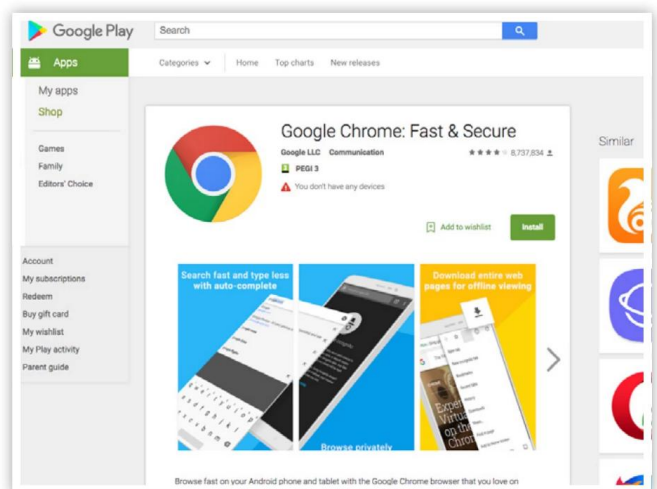 Google Play
Search
Apps
Categories
Home
Top charts
New releases
My apps
Shop
Games
Family
Editors' Choice
Account
My subscriptions
Redeem
Buy gift card
My wishlist
My Play activity
Parent guide
Google Chrome: Fast & Secure
Google LLC Communication
8,737,834
PEGI 3
You don't have any devices
Add to wishlist
Install
Similar
Search fast and type less
with auto-complete
Browse privately
Download entire web
pages for offline viewing
Browse fast on your Android phone and tablet with the Google Chrome browser that you love on